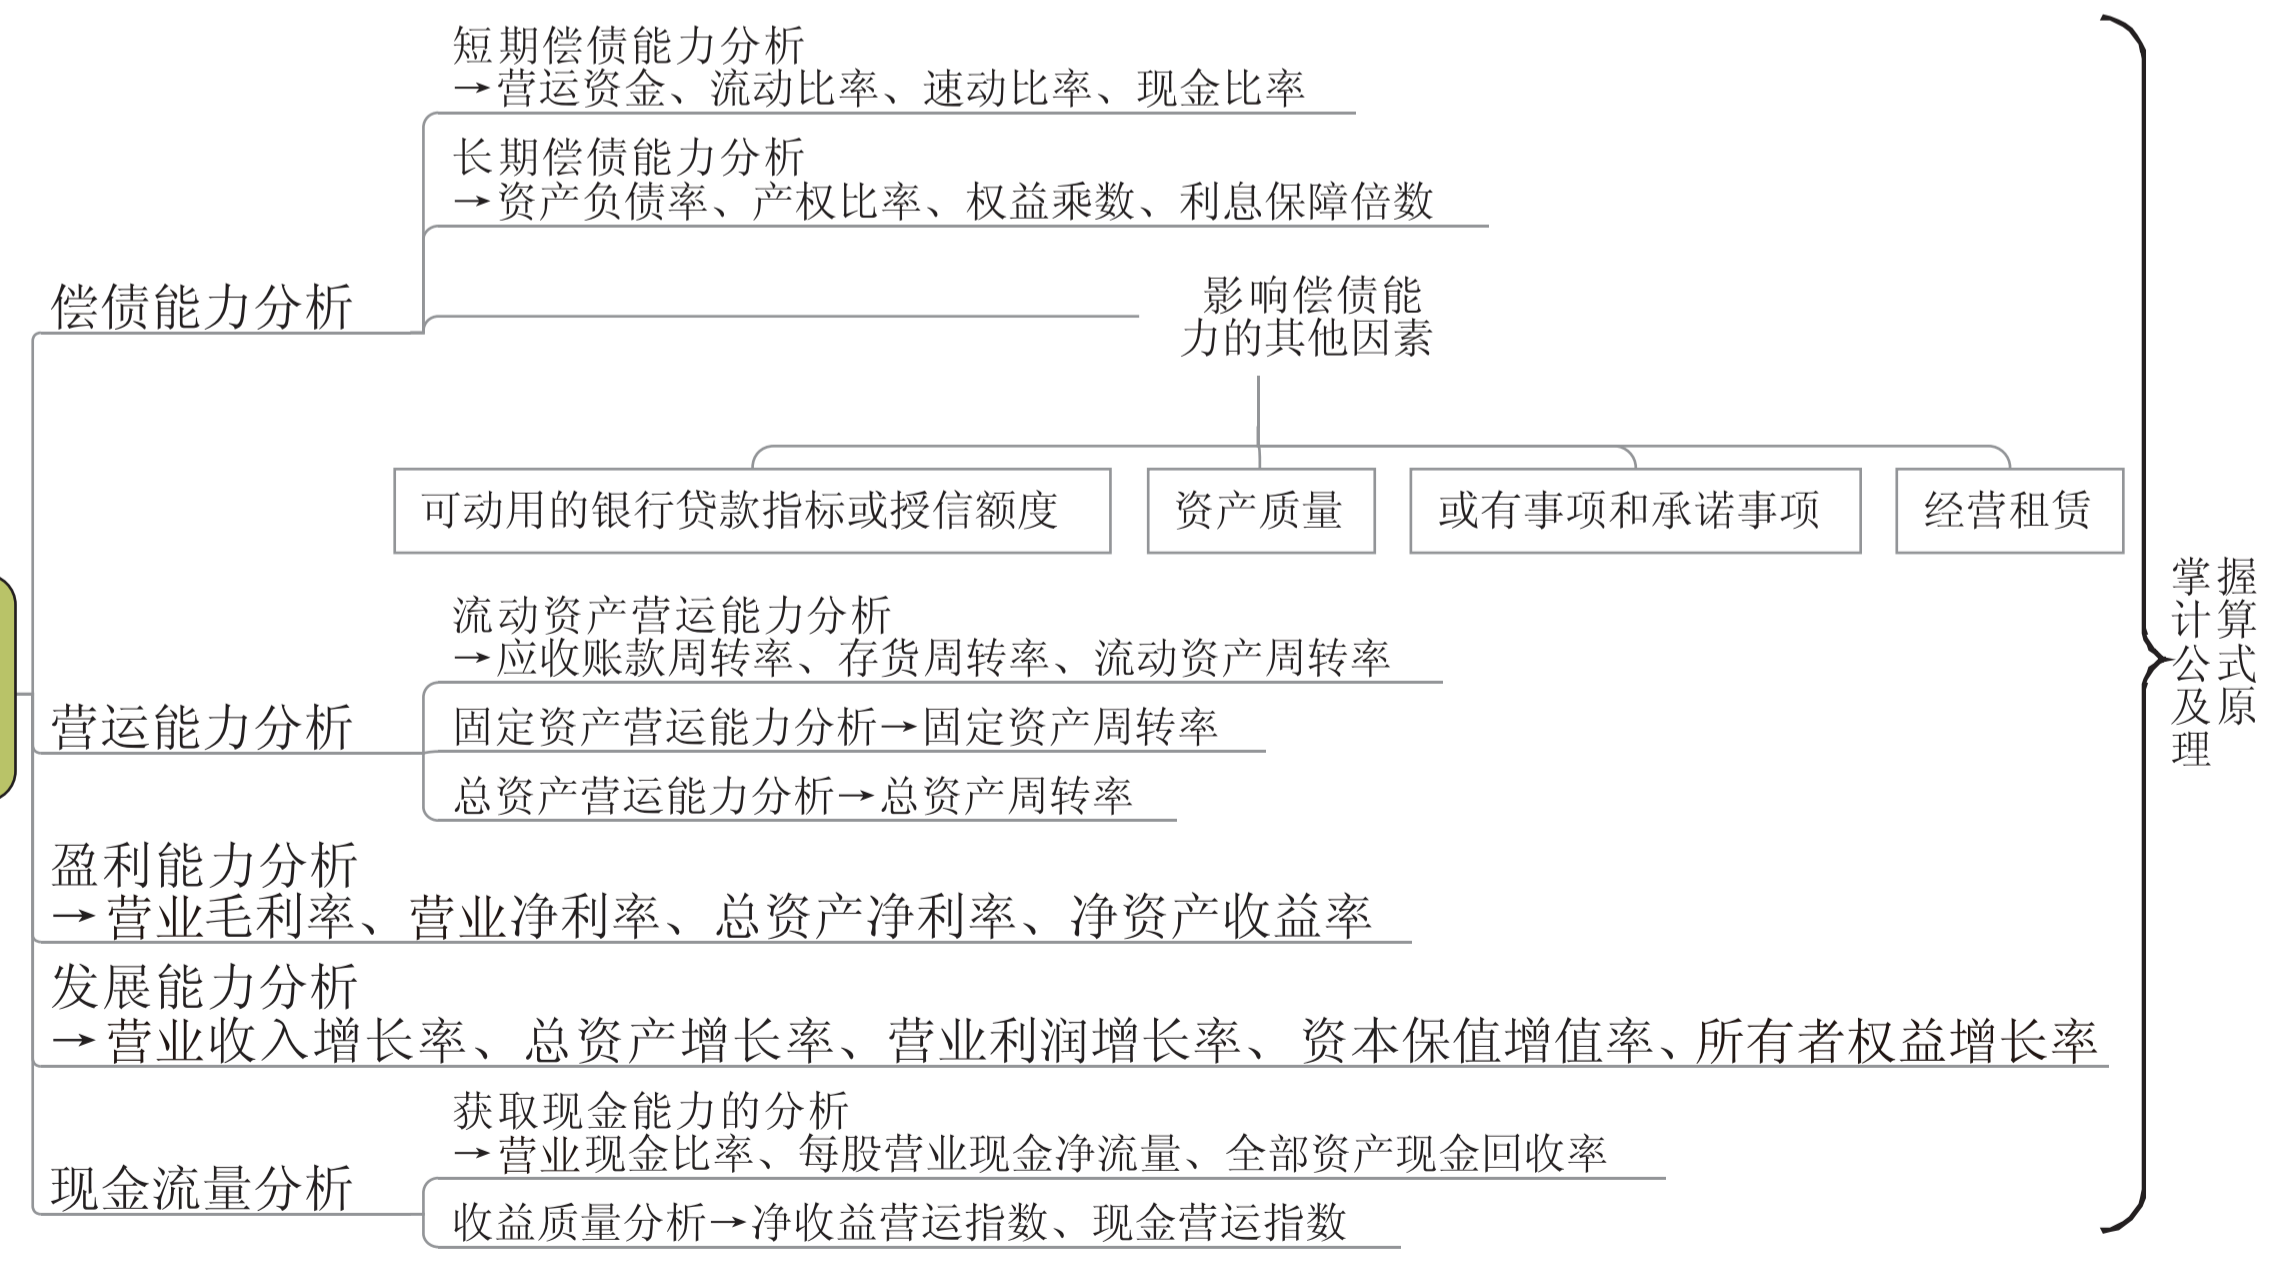 短期偿债能力分析
→营运资金、流动比率、速动比率、现金比率
长期偿债能力分析
→资产负债率、产权比率、权益乘数、利息保障倍数
偿债能力分析
影响偿债能
力的其他因素
可动用的银行贷款指标或授信额度
资产质量
或有事项和承诺事项
经营租赁
流动资产营运能力分析
→应收账款周转率、存货周转率、流动资产周转率
营运能力分析
固定资产营运能力分析→固定资产周转率
总资产营运能力分析→总资产周转率
盈利能力分析
→营业毛利率、营业净利率、总资产净利率、净资产收益率
发展能力分析
→营业收入增长率、总资产增长率、营业利润增长率、资本保值增值率、所有者权益增长率
获取现金能力的分析
→营业现金比率、每股营业现金净流量、全部资产现金回收率
现金流量分析
收益质量分析→净收益营运指数、现金营运指数
掌握
计算
公式
及原
理